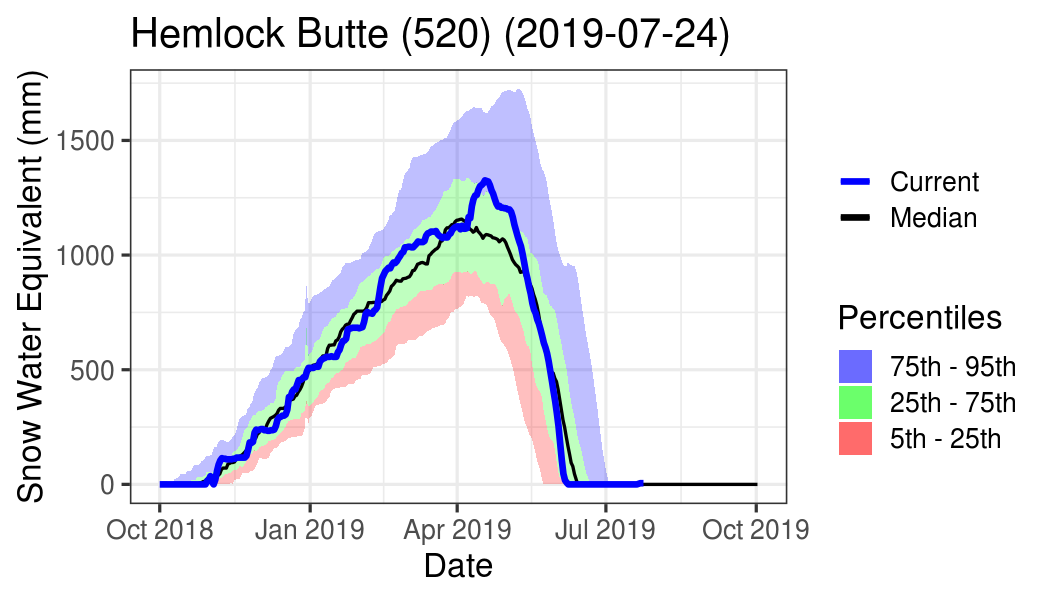 Hemlock Butte (520) (2019-07-24)
Snow Water Equivalent (mm)
1500
1000
500
0
Oct 2018
Jan 2019
Apr 2019
Jul 2019
Oct 2019
Date
Current
Median
Percentiles
75th - 95th
25th - 75th
5th - 25th